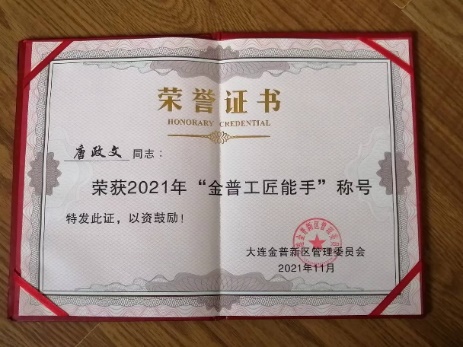 荣誉证书
HONORARY CREDENTIAL
唐政文 同志：
荣获2021年“金普工匠能手”称号
特发此证，以资鼓励！
大连金普新区管理委员会
2021年11月